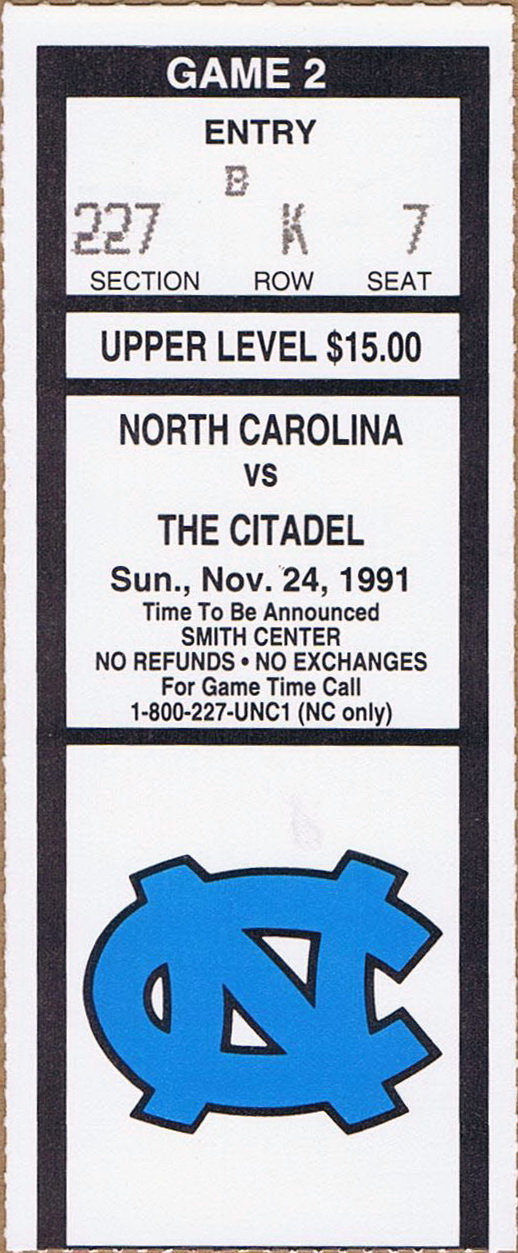 GAME 2
ENTRY
B
227 K 7
SECTION ROW SEAT
UPPER LEVEL $15.00
NORTH CAROLINA
VS
THE CITADEL
Sun., Nov. 24, 1991
Time To Be Announced
SMITH CENTER
NO REFUNDS • NO EXCHANGES
For Game Time Call
1-800-227-UNC1 (NC only)
NC